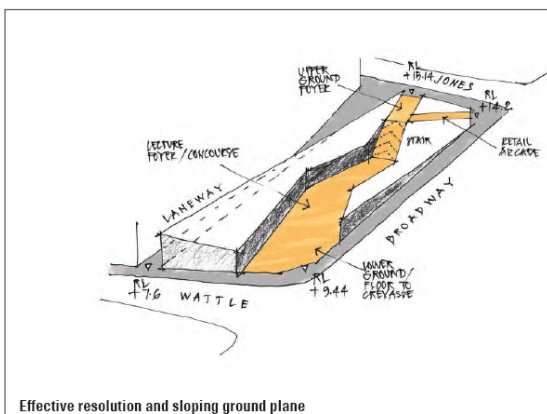 UPPER
GROUND
FOYER
RL
+15.14
JONES
RL
+14.2
STAIR
RETAIL
ARCADE
LECTURE
FOYER/CONCOURSE
LANEWAY
BROADWAY
RL
+7.6
WATTLE
RL
+9.44
LOWER
GROUND/
FLOOR TO
CREVASSE
Effective resolution and sloping ground plane